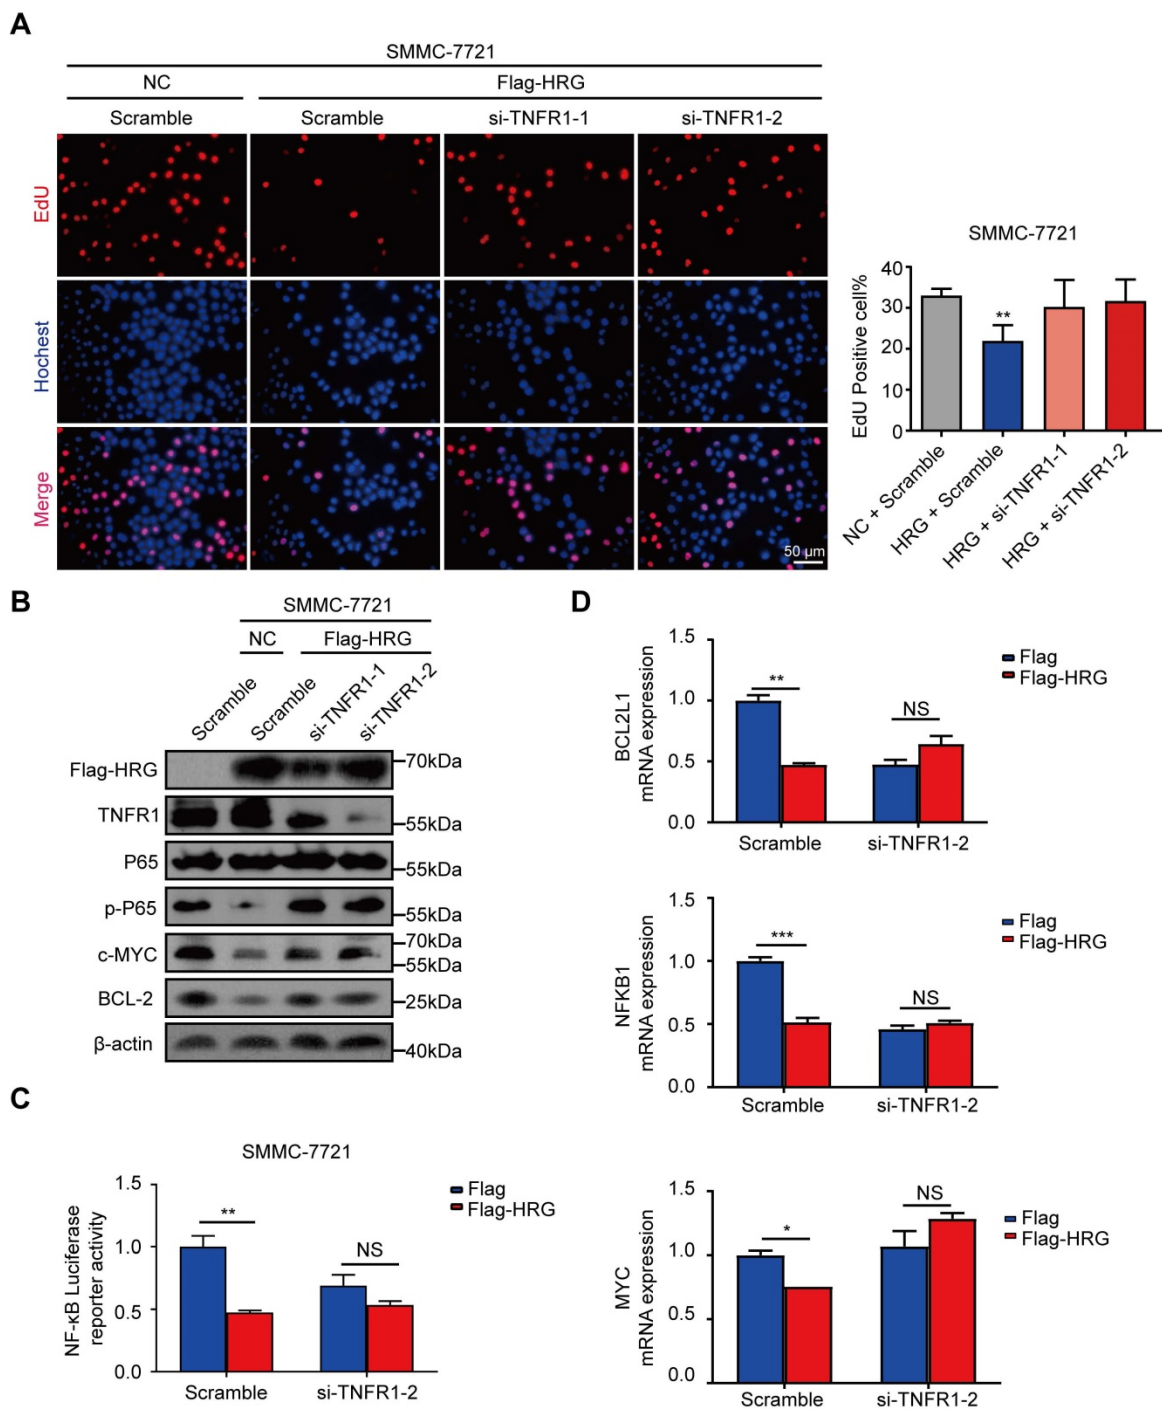 A
SMMC-7721
NC
Flag-HRG
Scramble
Scramble
si-TNFR1-1
si-TNFR1-2
EdU
Hochest
Merge
50 μm
SMMC-7721
EdU Positive cell%
40
30
20
10
0
**
NC + Scramble
HRG + Scramble
HRG + si-TNFR1-1
HRG + si-TNFR1-2
B
SMMC-7721
NC
Flag-HRG
Scramble
Scramble
si-TNFR1-1
si-TNFR1-2
Flag-HRG
70kDa
TNFR1
55kDa
P65
55kDa
p-P65
55kDa
c-MYC
70kDa
55kDa
BCL-2
25kDa
β-actin
40kDa
C
SMMC-7721
NF-κB Luciferase
reporter activity
1.5
1.0
0.5
0.0
**
NS
Flag
Flag-HRG
Scramble
si-TNFR1-2
D
BCL2L1
mRNA expression
1.5
1.0
0.5
0.0
**
NS
Flag
Flag-HRG
Scramble
si-TNFR1-2
NFKB1
mRNA expression
1.5
1.0
0.5
0.0
***
NS
Flag
Flag-HRG
Scramble
si-TNFR1-2
MYC
mRNA expression
1.5
1.0
0.5
0.0
*
NS
Flag
Flag-HRG
Scramble
si-TNFR1-2